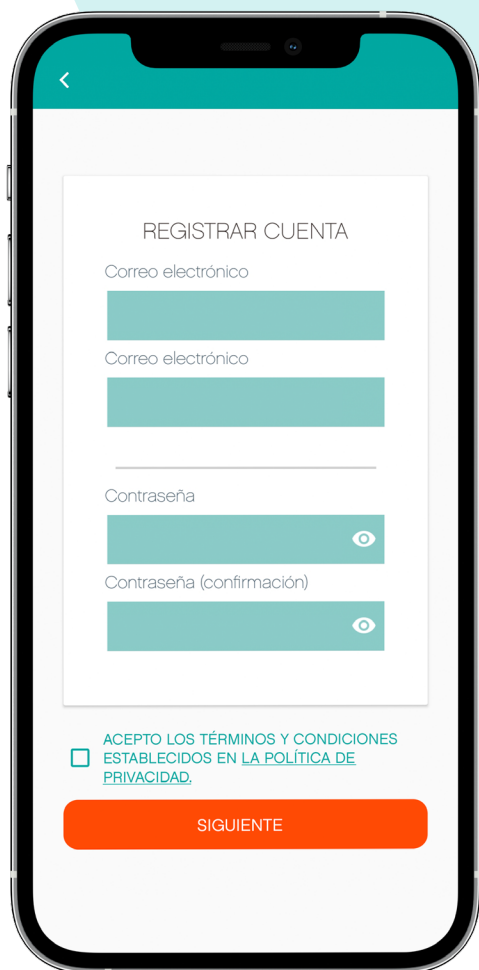 REGISTRAR CUENTA
Correo electrónico
Correo electrónico
Contraseña
Contraseña (confirmación)
ACEPTO LOS TÉRMINOS Y CONDICIONES
ESTABLECIDOS EN LA POLÍTICA DE
PRIVACIDAD.
SIGUIENTE